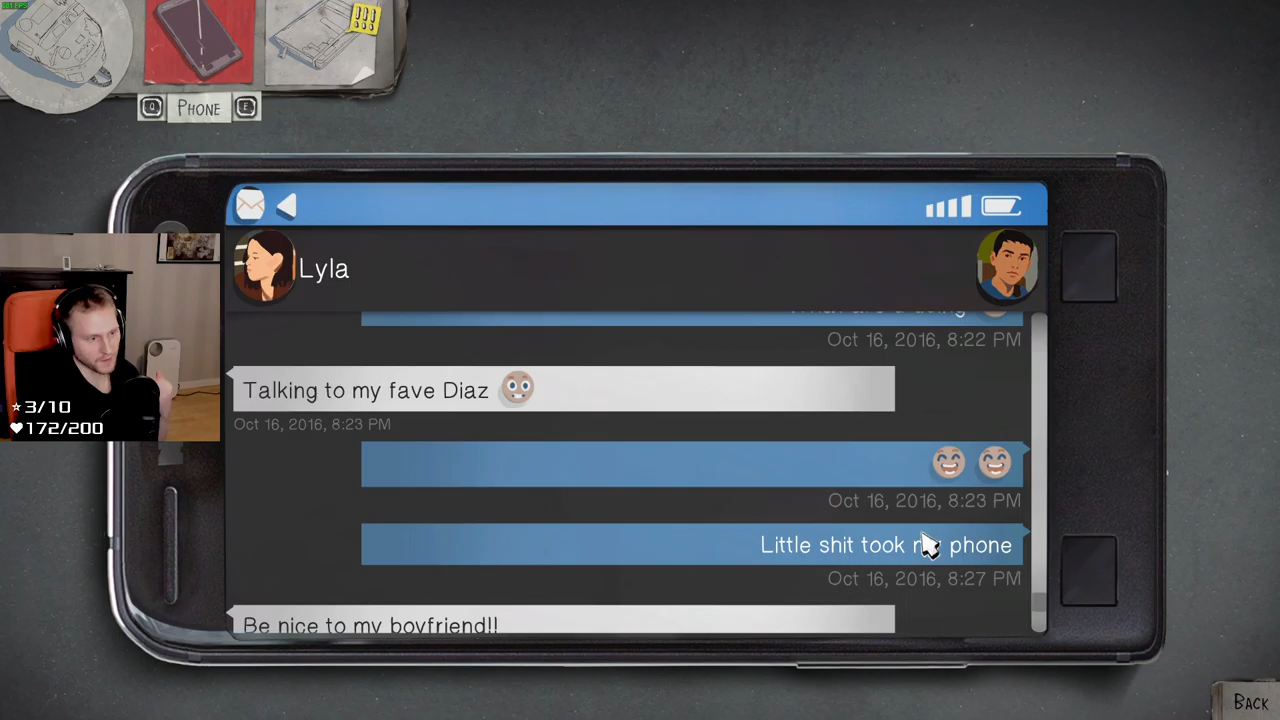 181 FPS
Q PHONE E
Lyla
Oct 16, 2016, 8:22 PM
Talking to my fave Diaz
Oct 16, 2016, 8:23 PM
Oct 16, 2016, 8:23 PM
Little shit took my phone
Oct 16, 2016, 8:27 PM
Be nice to my boyfriend!!
3/10
172/200
BACK